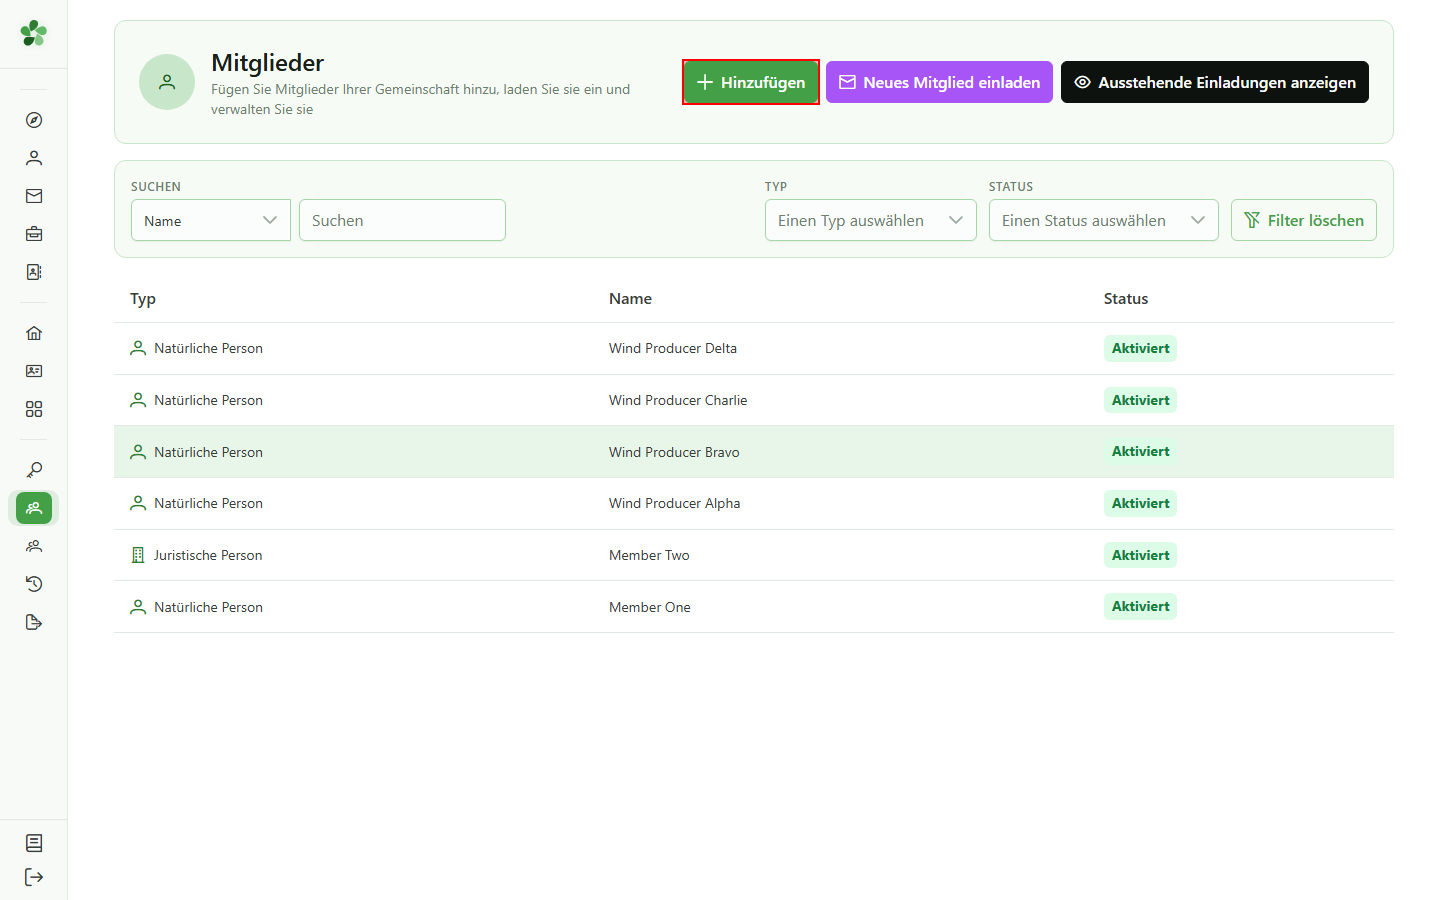 Mitglieder
Fügen Sie Mitglieder Ihrer Gemeinschaft hinzu, laden Sie sie ein und
verwalten Sie sie
Hinzufügen
Neues Mitglied einladen
Ausstehende Einladungen anzeigen
SUCHEN
TYP
STATUS
Name
Suchen
Einen Typ auswählen
Einen Status auswählen
Filter löschen
Typ Name Status
Natürliche Person Wind Producer Delta Aktiviert
Natürliche Person Wind Producer Charlie Aktiviert
Natürliche Person Wind Producer Bravo Aktiviert
Natürliche Person Wind Producer Alpha Aktiviert
Juristische Person Member Two Aktiviert
Natürliche Person Member One Aktiviert